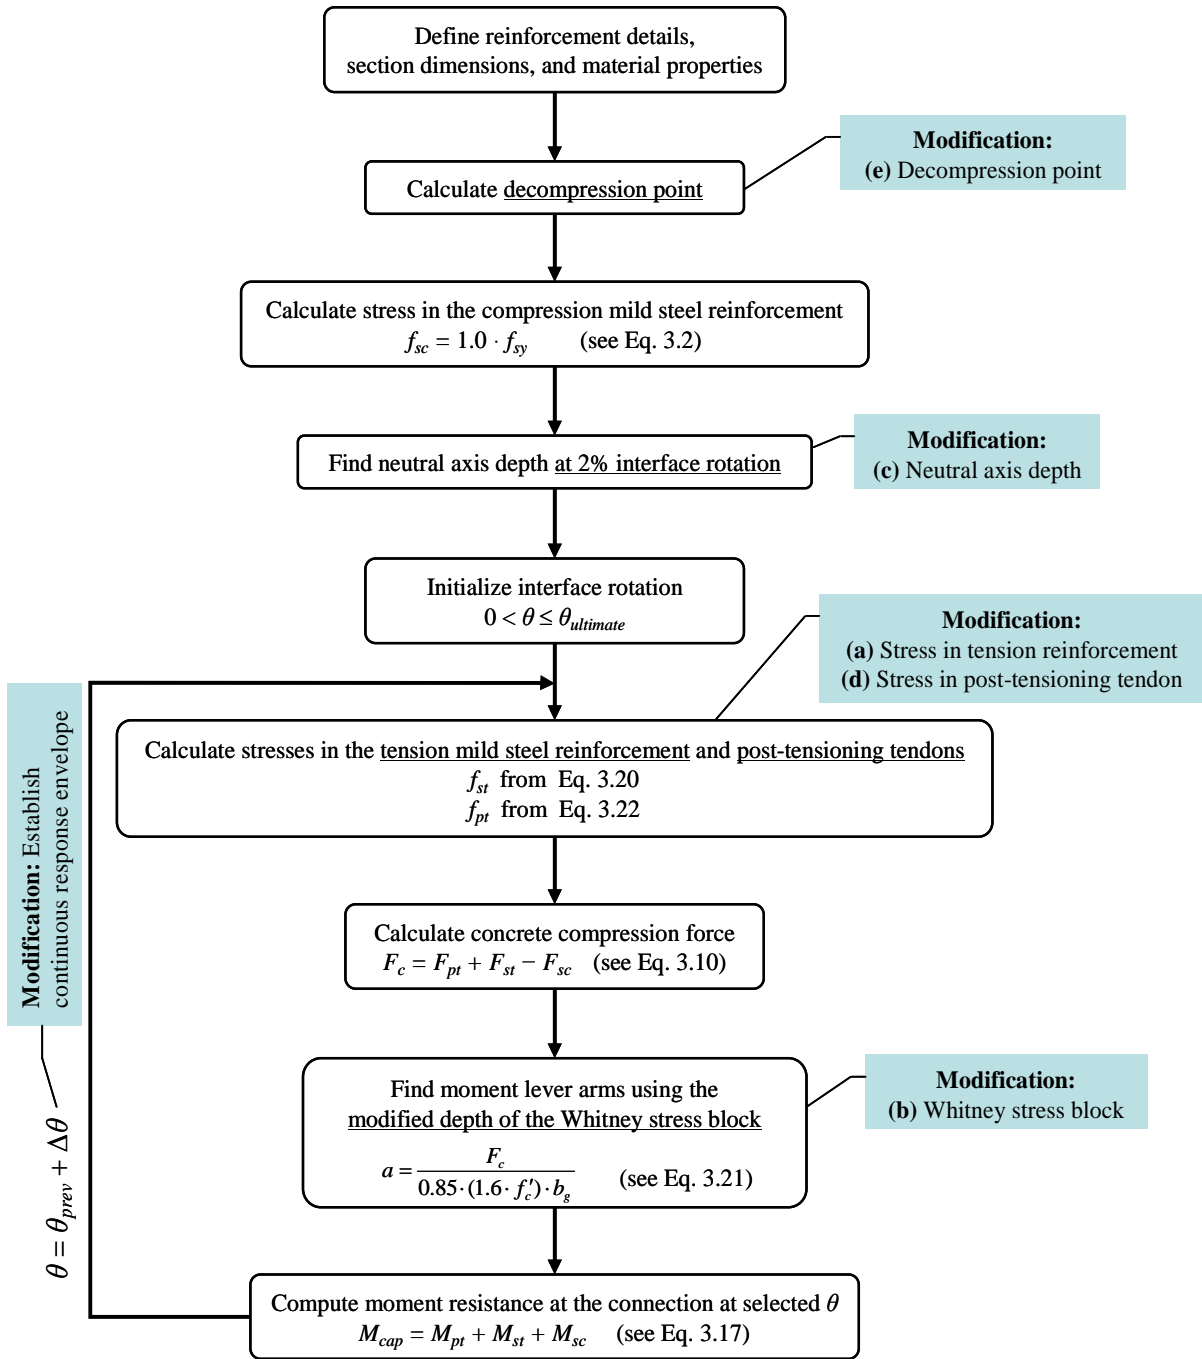 Define reinforcement details,
section dimensions, and material properties
Modification:
(e) Decompression point
Calculate decompression point
Calculate stress in the compression mild steel reinforcement
f_sc = 1.0 · f_sy (see Eq. 3.2)
Modification:
(c) Neutral axis depth
Find neutral axis depth at 2% interface rotation
Initialize interface rotation
0 < θ ≤ θ_ultimate
Modification:
(a) Stress in tension reinforcement
(d) Stress in post-tensioning tendon
Modification: Establish
continuous response envelope
Calculate stresses in the tension mild steel reinforcement and post-tensioning tendons
f_st from Eq. 3.20
f_pt from Eq. 3.22
Calculate concrete compression force
F_c = F_pt + F_st − F_sc (see Eq. 3.10)
Modification:
(b) Whitney stress block
Find moment lever arms using the
modified depth of the Whitney stress block
a = F_c / 0.85·(1.6·f_c′)·b_g (see Eq. 3.21)
θ = θ_prev + Δθ
Compute moment resistance at the connection at selected θ
M_cap = M_pt + M_st + M_sc (see Eq. 3.17)